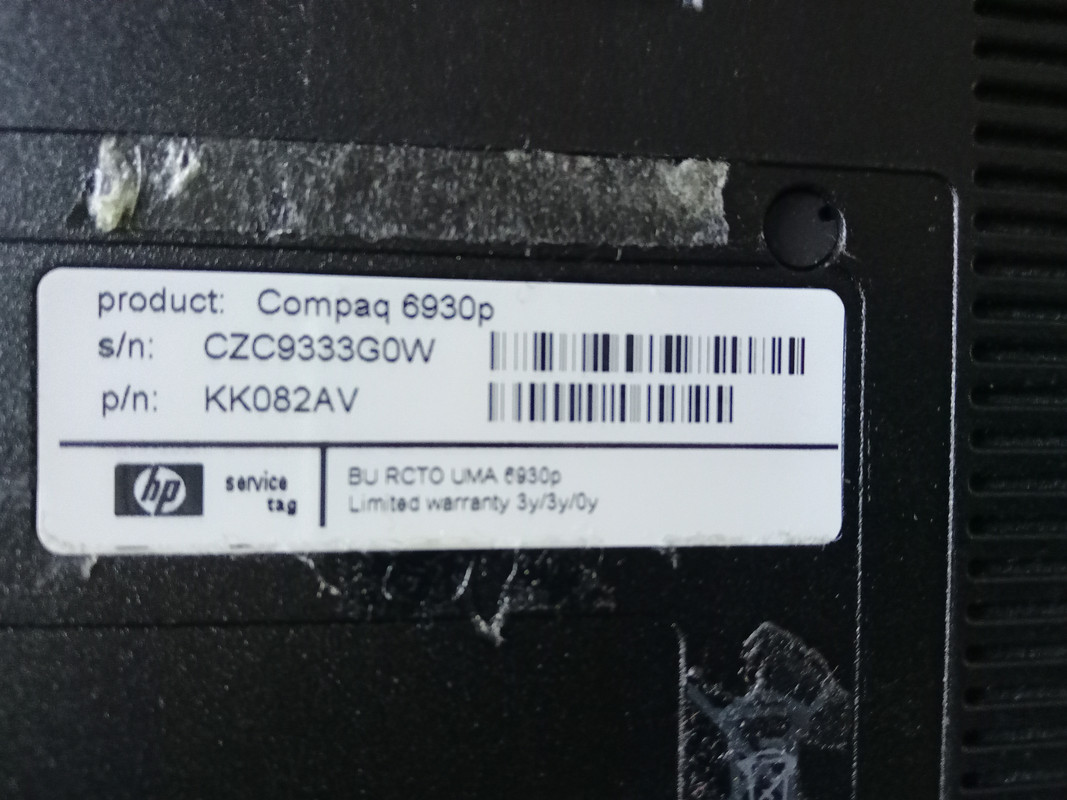 product: Compaq 6930p
s/n: CZC9333G0W
p/n: KK082AV
hp
service
tag
BU RCTO UMA 6930p
Limited warranty 3y/3y/0y